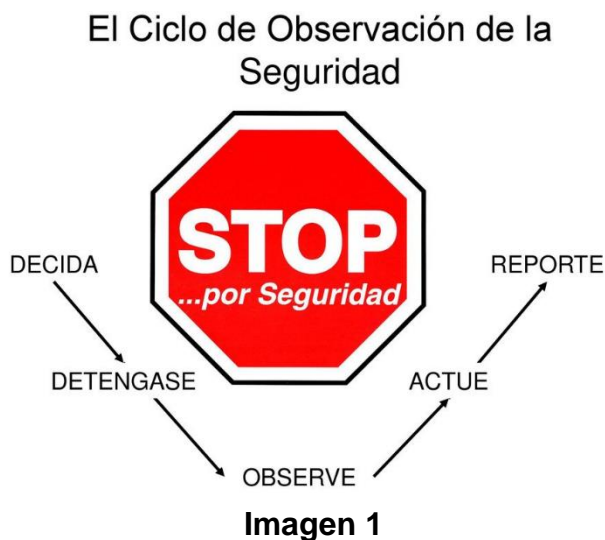 El Ciclo de Observación de la
Seguridad
STOP
...por Seguridad
DECIDA
REPORTE
DETENGASE
ACTUE
OBSERVE
Imagen 1